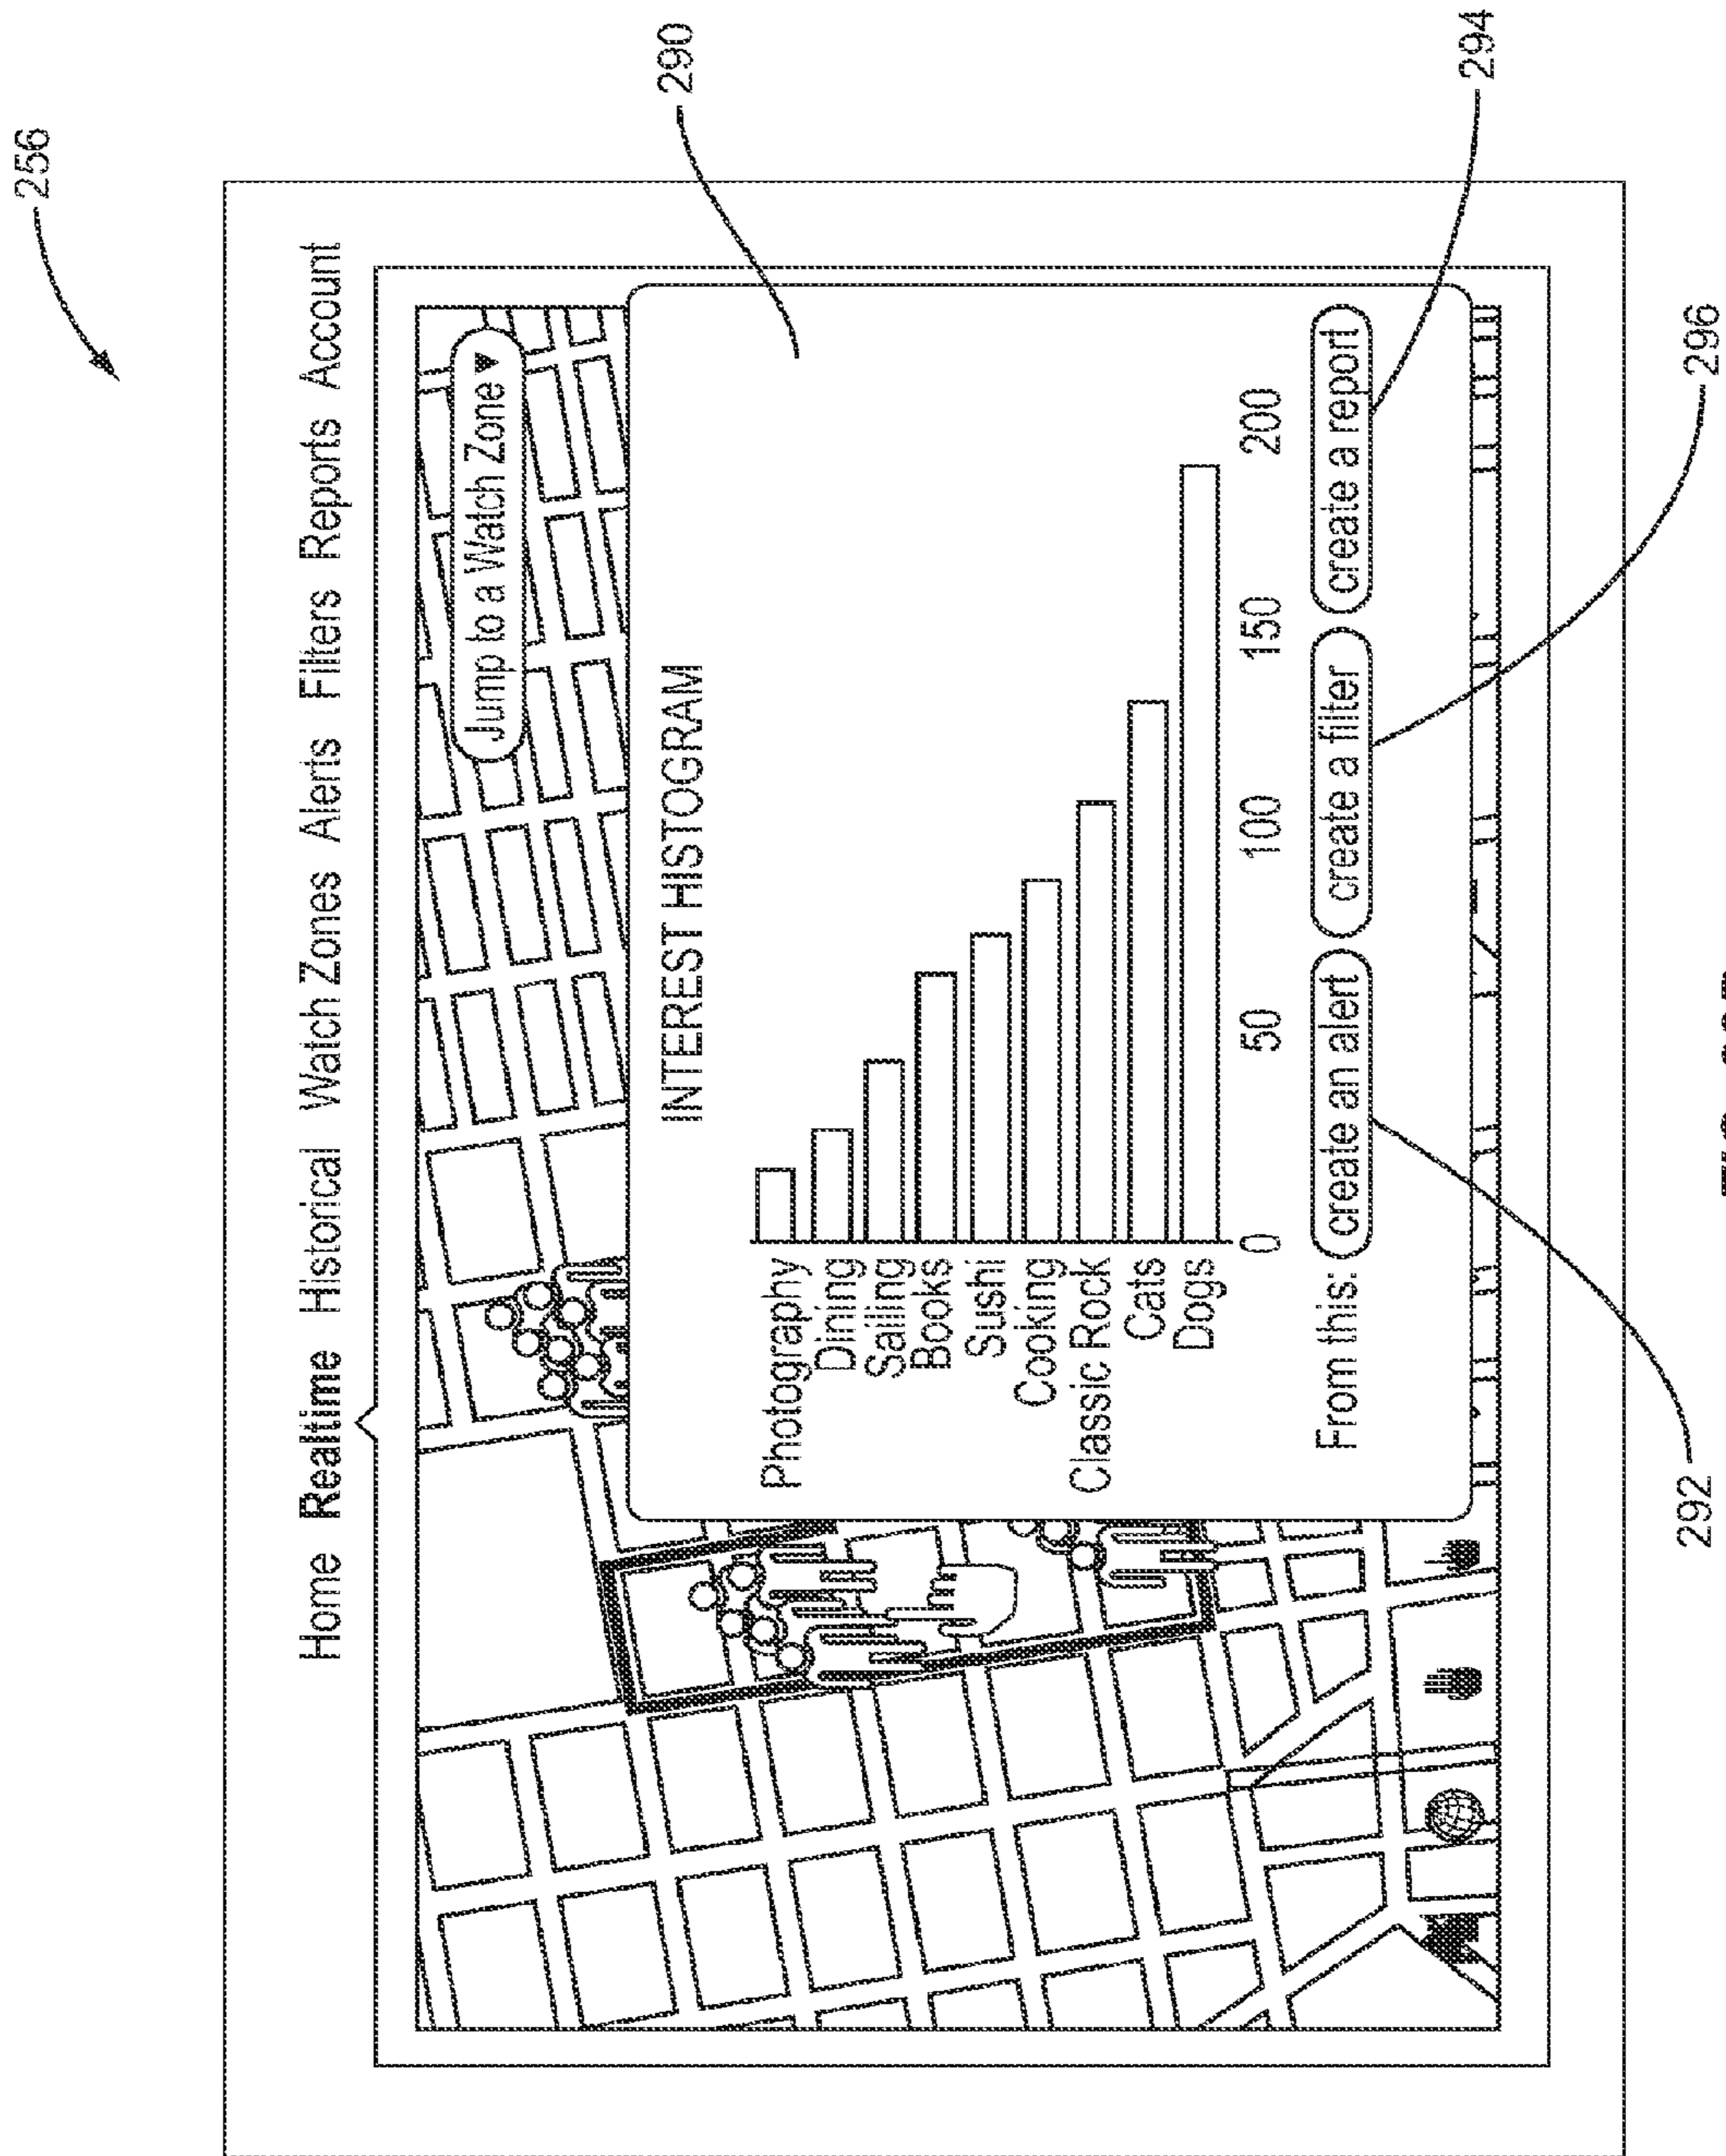 256
Home Realtime Historical Watch Zones Alerts Filters Reports Account
Jump to a Watch Zone
INTEREST HISTOGRAM
290
Photography
Dining
Sailing
Books
Sushi
Cooking
Classic Rock
Cats
Dogs
0 50 100 150 200
From this: create an alert create a filter create a report
292
296
294